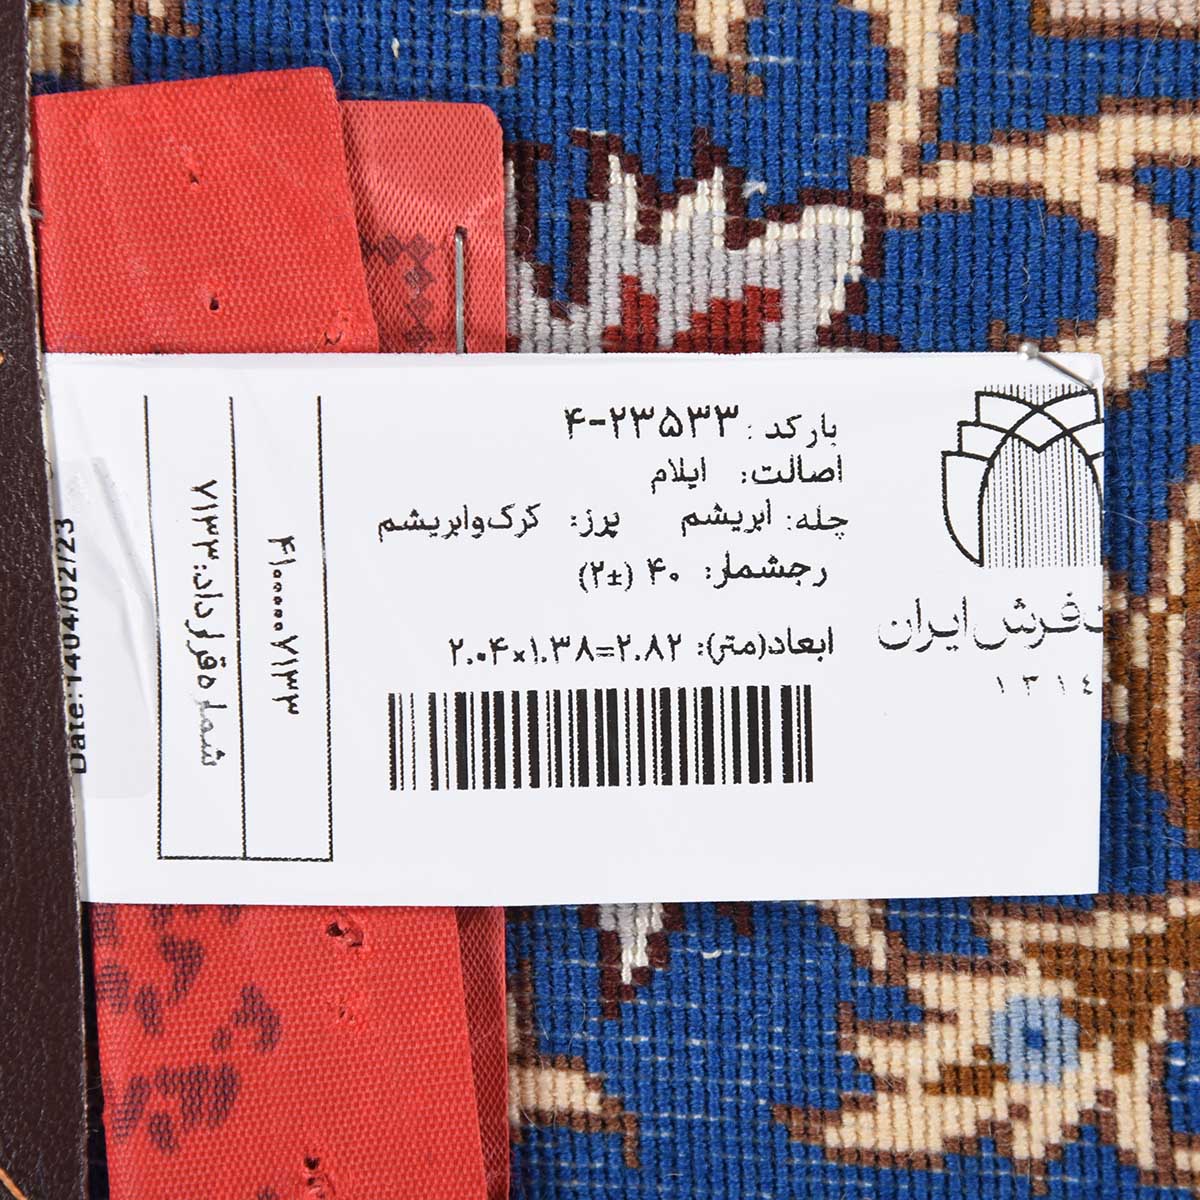 بارکد: ۴-۲۳۵۳۳
اصالت: ایلام
چله: ابریشم پرز: کرک‌وابریشم
رجشمار: ۴۰ (±۲)
ابعاد(متر): ۲.۰۴×۱.۳۸=۲.۸۲
فرش ایران
۱۳۱۴
۴۱۰۰۰۰۰۷۱۳۳
شماره قرارداد: ۷۱۳۳
Date: 1404/02/23